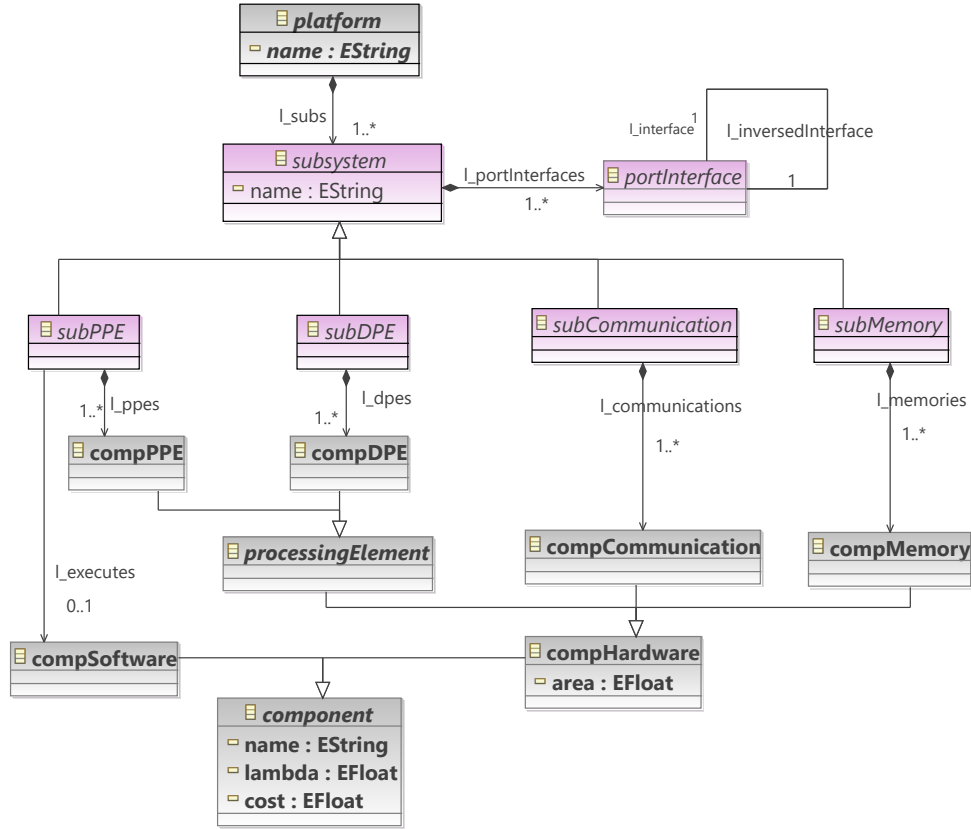 platform
name : EString
l_subs
1..*
subsystem
name : EString
l_portInterfaces
1..*
portInterface
l_interface
1
l_inversedInterface
1
subPPE
subDPE
subCommunication
subMemory
1..*
l_ppes
1..*
l_dpes
l_communications
1..*
l_memories
1..*
compPPE
compDPE
processingElement
compCommunication
compMemory
l_executes
0..1
compSoftware
compHardware
area : EFloat
component
name : EString
lambda : EFloat
cost : EFloat